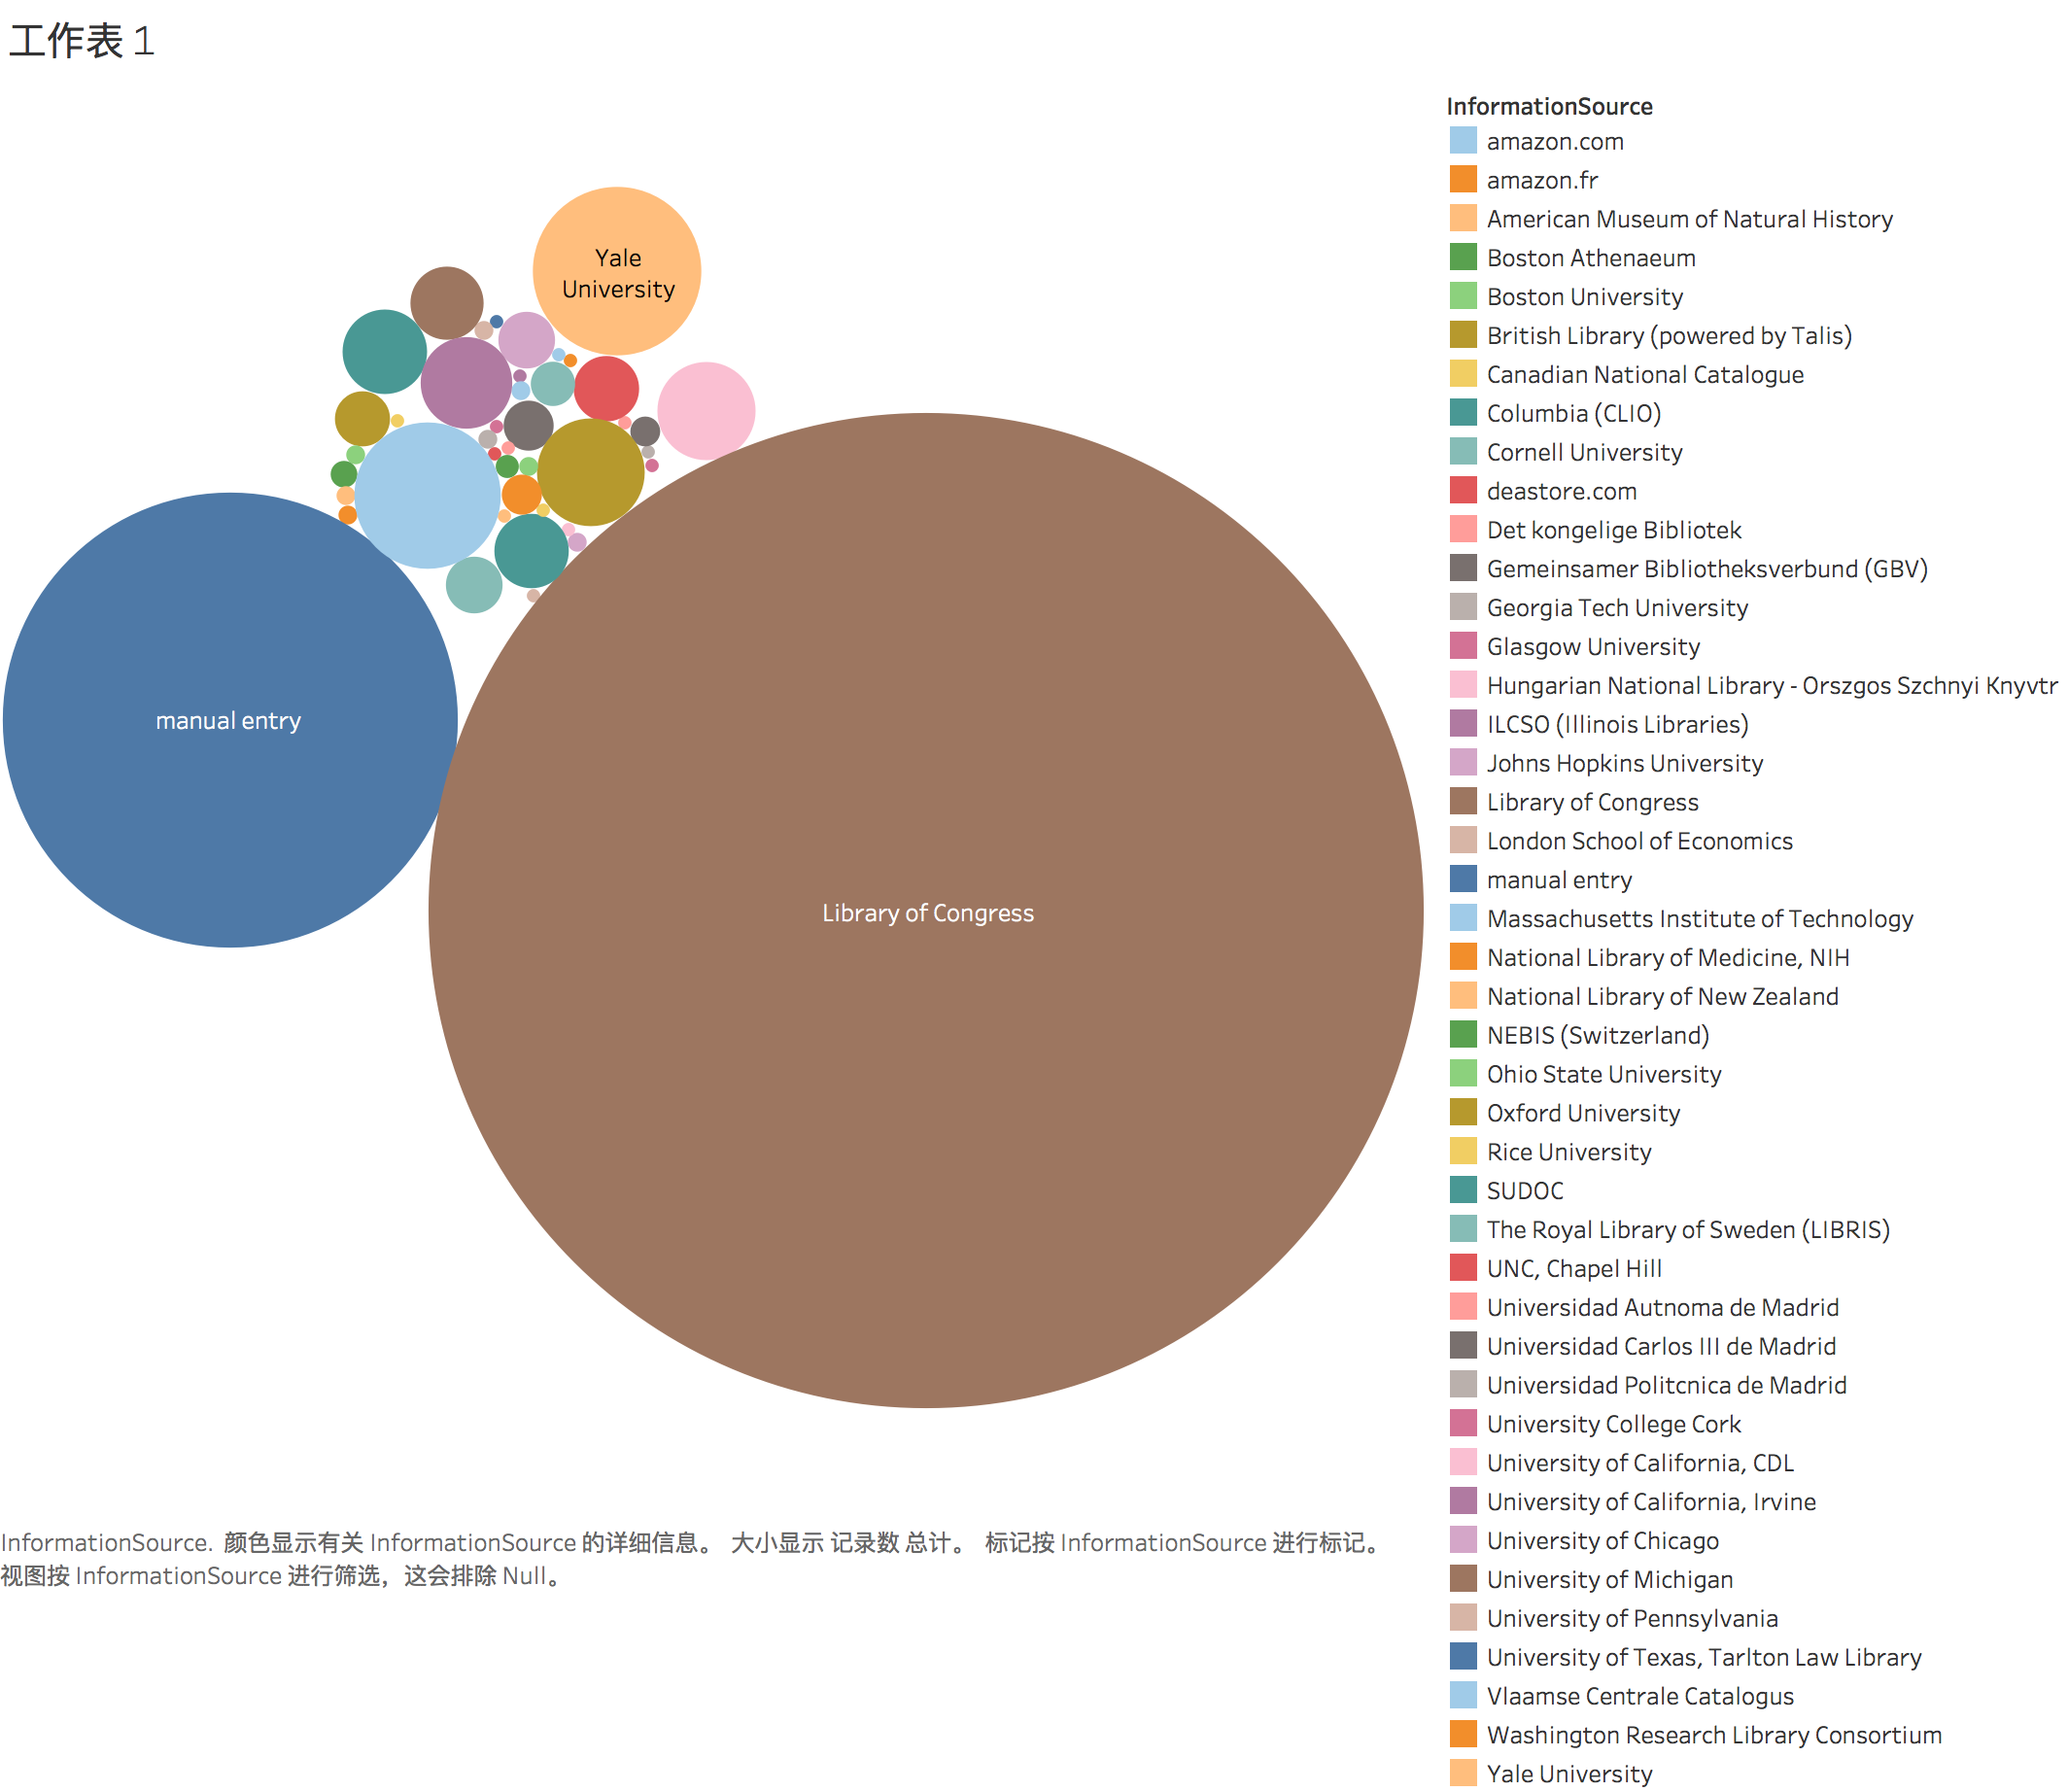 工作表 1
Yale
University
manual entry
Library of Congress
InformationSource
amazon.com
amazon.fr
American Museum of Natural History
Boston Athenaeum
Boston University
British Library (powered by Talis)
Canadian National Catalogue
Columbia (CLIO)
Cornell University
deastore.com
Det kongelige Bibliotek
Gemeinsamer Bibliotheksverbund (GBV)
Georgia Tech University
Glasgow University
Hungarian National Library - Orszgos Szchnyi Knyvtr
ILCSO (Illinois Libraries)
Johns Hopkins University
Library of Congress
London School of Economics
manual entry
Massachusetts Institute of Technology
National Library of Medicine, NIH
National Library of New Zealand
NEBIS (Switzerland)
Ohio State University
Oxford University
Rice University
SUDOC
The Royal Library of Sweden (LIBRIS)
UNC, Chapel Hill
Universidad Autnoma de Madrid
Universidad Carlos III de Madrid
Universidad Politcnica de Madrid
University College Cork
University of California, CDL
University of California, Irvine
University of Chicago
University of Michigan
University of Pennsylvania
University of Texas, Tarlton Law Library
Vlaamse Centrale Catalogus
Washington Research Library Consortium
Yale University
InformationSource. 颜色显示有关 InformationSource 的详细信息。 大小显示 记录数 总计。 标记按 InformationSource 进行标记。
视图按 InformationSource 进行筛选，这会排除 Null。